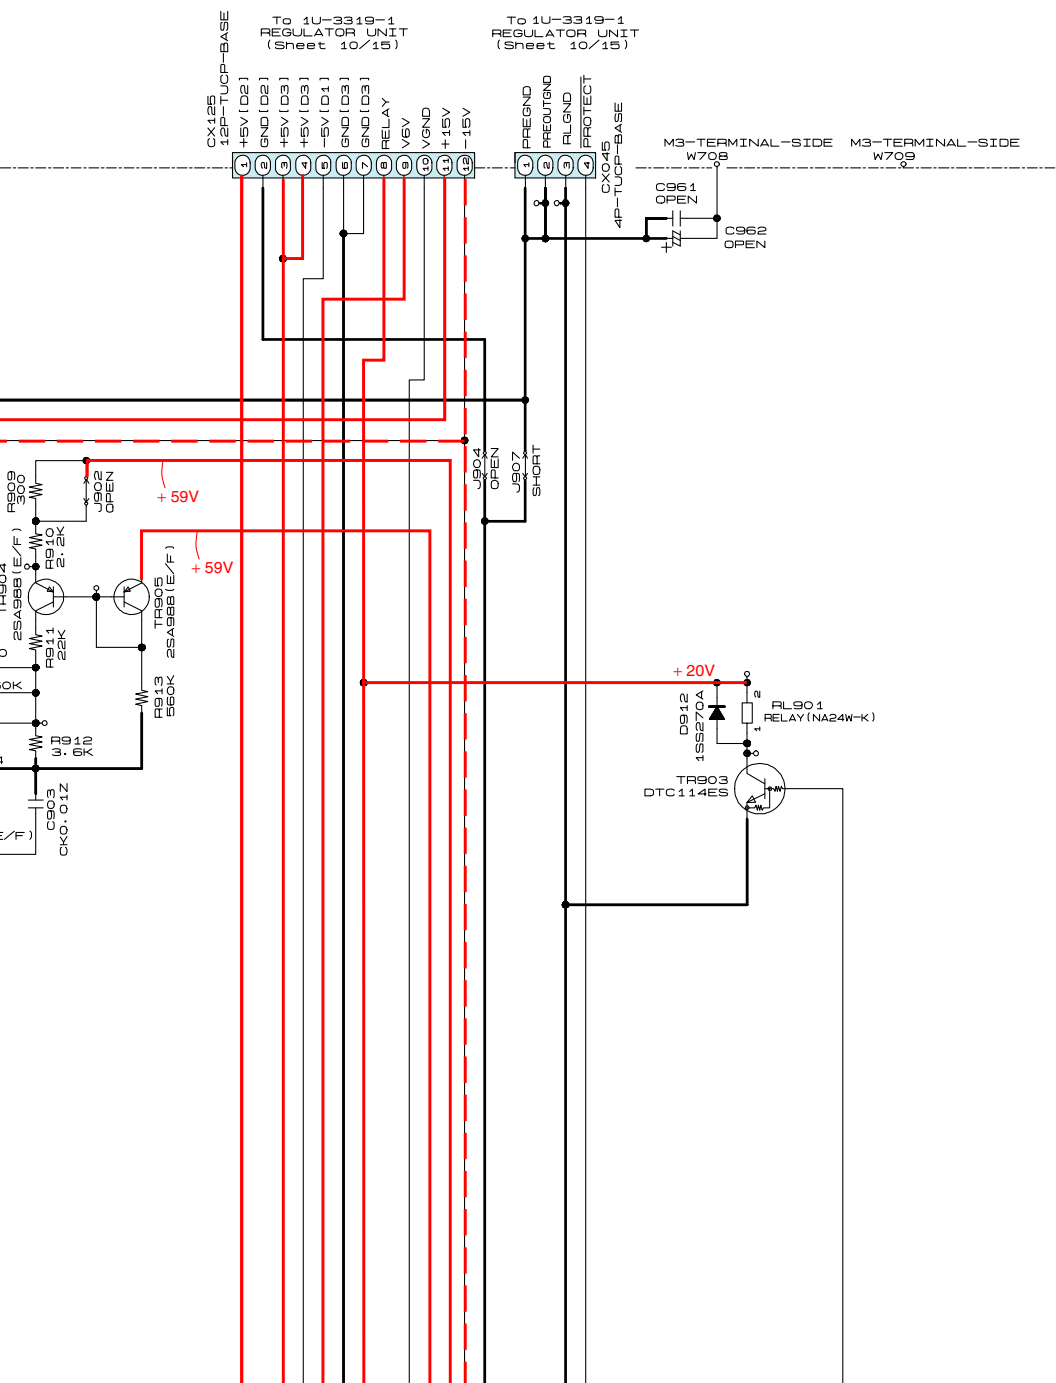 To 1U-3319-1
REGULATOR UNIT
(Sheet 10/15)
To 1U-3319-1
REGULATOR UNIT
(Sheet 10/15)
CX125
12P-TUCP-BASE
+5V[D2]
GND[D2]
+5V[D3]
+5V[D3]
-5V[D1]
GND[D3]
GND[D3]
RELAY
V6V
VGND
+15V
-15V
1 2 3 4 5 6 7 8 9 10 11 12
PREGND
PREOUTGND
RLGND
PROTECT
1 2 3 4
CX045
4P-TUCP-BASE
M3-TERMINAL-SIDE
W708
M3-TERMINAL-SIDE
W709
C961
OPEN
C962
OPEN
+
J904
OPEN
J907
SHORT
R909
300
J902
OPEN
+59V
R910
2.2K
+59V
TR904
2SA988(E/F)
TR905
2SA988(E/F)
R911
22K
0
60K
R913
560K
R912
3.6K
4
C903
CK0.01Z
E/F)
+20V
D912
1SS270A
2
1
RL901
RELAY(NA24W-K)
TR903
DTC114ES